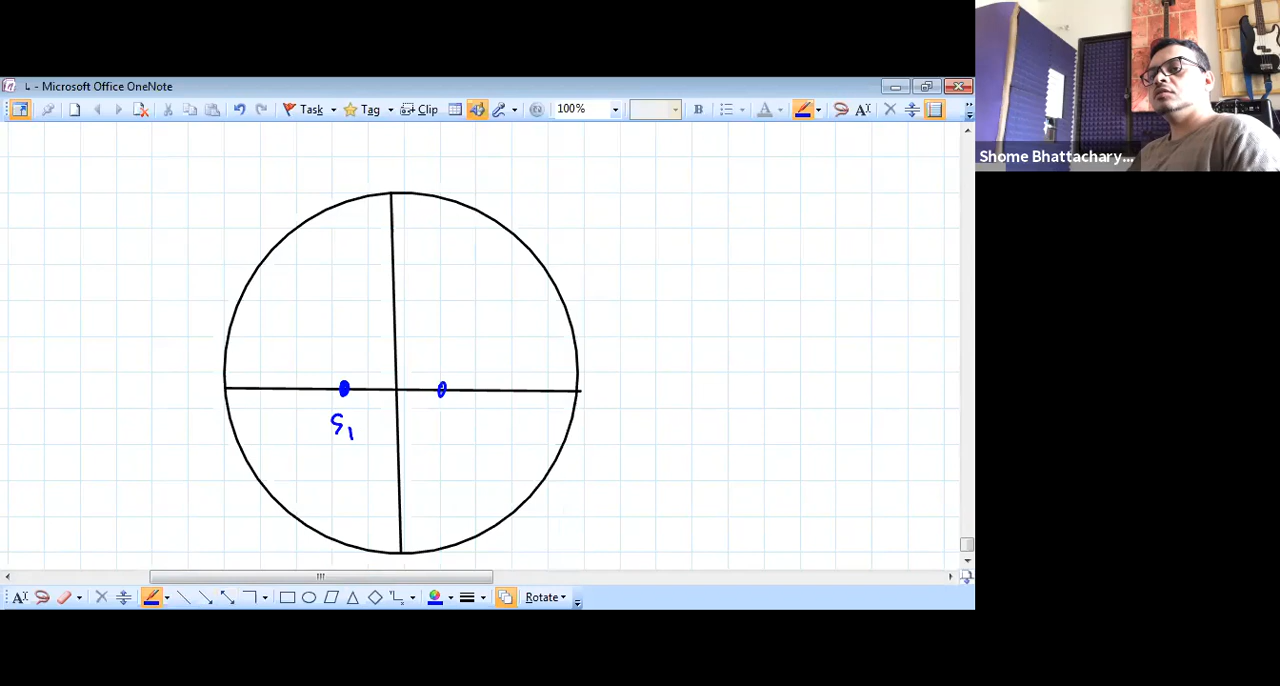 L - Microsoft Office OneNote
Task Tag Clip 100% B A A
Shome Bhattachary...
S1
A Rotate